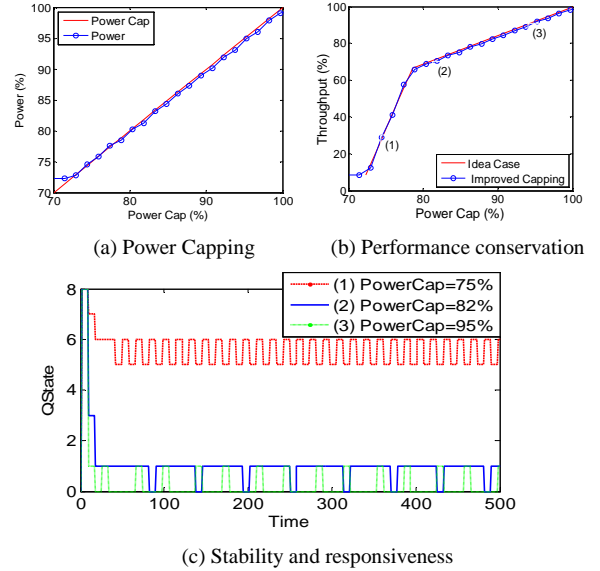 100
95
90
85
80
75
70
Power (%)
Power Cap
Power
70 80 90 100
Power Cap (%)
(a) Power Capping
100
80
60
40
20
0
Throughput (%)
(1)
(2)
(3)
Idea Case
Improved Capping
70 80 90 100
Power Cap (%)
(b) Performance conservation
8
6
4
2
0
QState
(1) PowerCap=75%
(2) PowerCap=82%
(3) PowerCap=95%
0 100 200 300 400 500
Time
(c) Stability and responsiveness